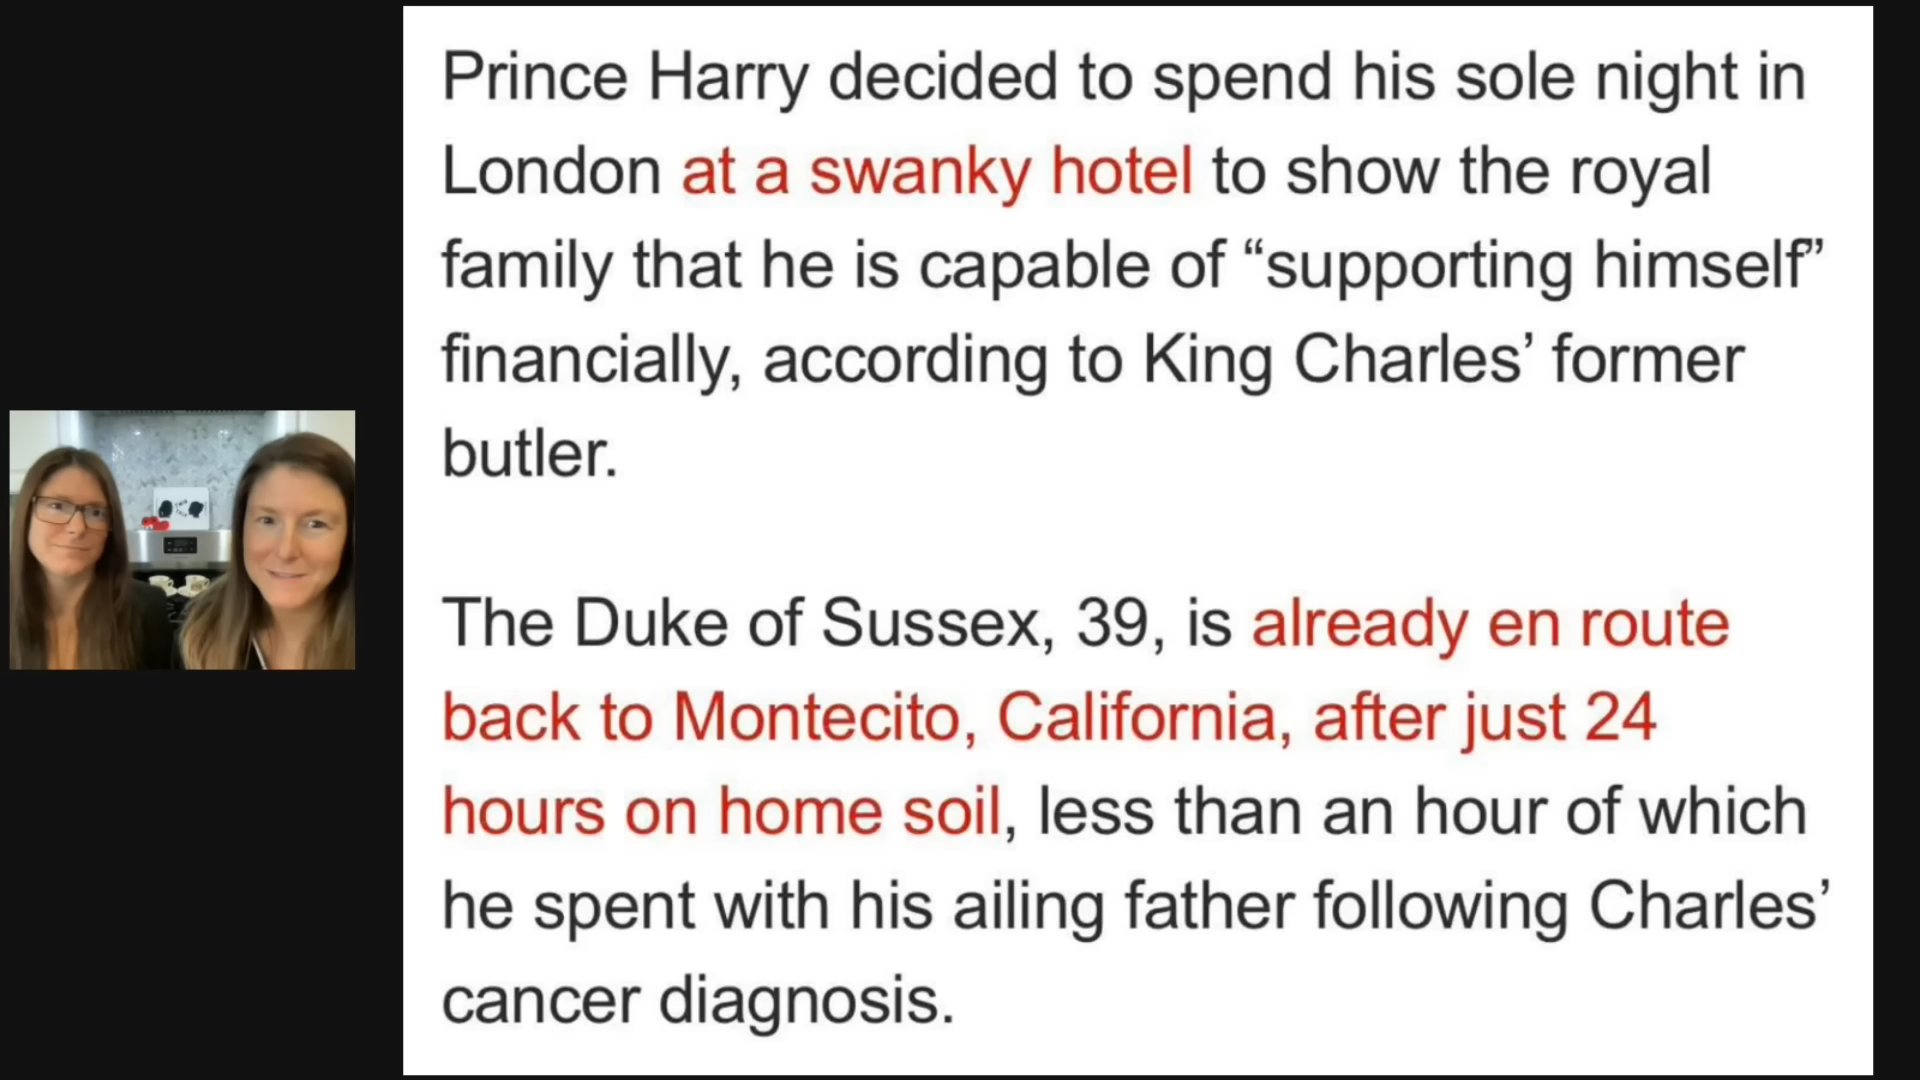 Prince Harry decided to spend his sole night in
London at a swanky hotel to show the royal
family that he is capable of “supporting himself”
financially, according to King Charles’ former
butler.
The Duke of Sussex, 39, is already en route
back to Montecito, California, after just 24
hours on home soil, less than an hour of which
he spent with his ailing father following Charles’
cancer diagnosis.